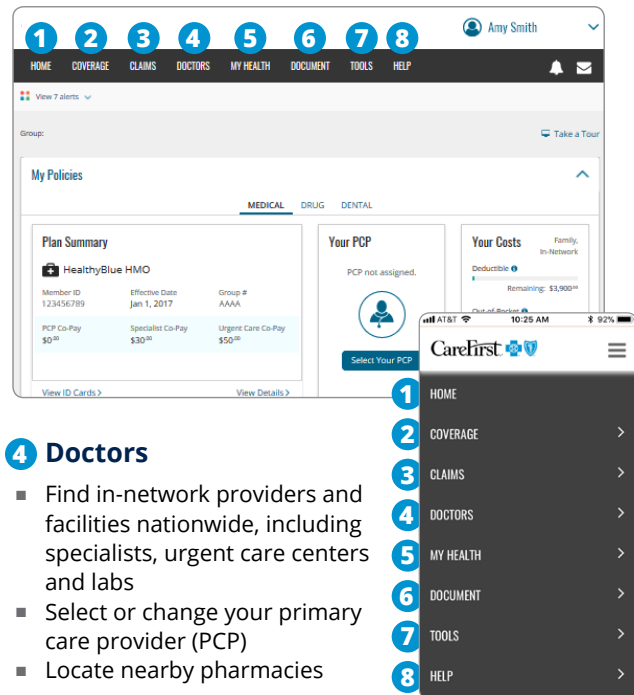 Amy Smith
1 2 3 4 5 6 7 8
HOME COVERAGE CLAIMS DOCTORS MY HEALTH DOCUMENT TOOLS HELP
View 7 alerts
Group: Take a Tour
My Policies
MEDICAL DRUG DENTAL
Plan Summary
HealthyBlue HMO
Member ID Effective Date Group #
123456789 Jan 1, 2017 AAAA
PCP Co-Pay Specialist Co-Pay Urgent Care Co-Pay
$0.00 $30.00 $50.00
View ID Cards > View Details >
Your PCP
PCP not assigned.
Select Your PCP
Your Costs Family,
In-Network
Deductible
Remaining: $3,900.00
Out-of-Pocket
AT&T 10:25 AM 92%
CareFirst
1 HOME
2 COVERAGE >
3 CLAIMS >
4 DOCTORS >
5 MY HEALTH >
6 DOCUMENT >
7 TOOLS >
8 HELP >
4 Doctors
■ Find in-network providers and
facilities nationwide, including
specialists, urgent care centers
and labs
■ Select or change your primary
care provider (PCP)
■ Locate nearby pharmacies